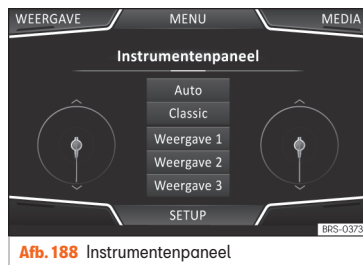 WEERGAVE MENU MEDIA
Instrumentenpaneel
Auto
Classic
Weergave 1
Weergave 2
Weergave 3
SETUP
BRS-0373
Afb. 188 Instrumentenpaneel